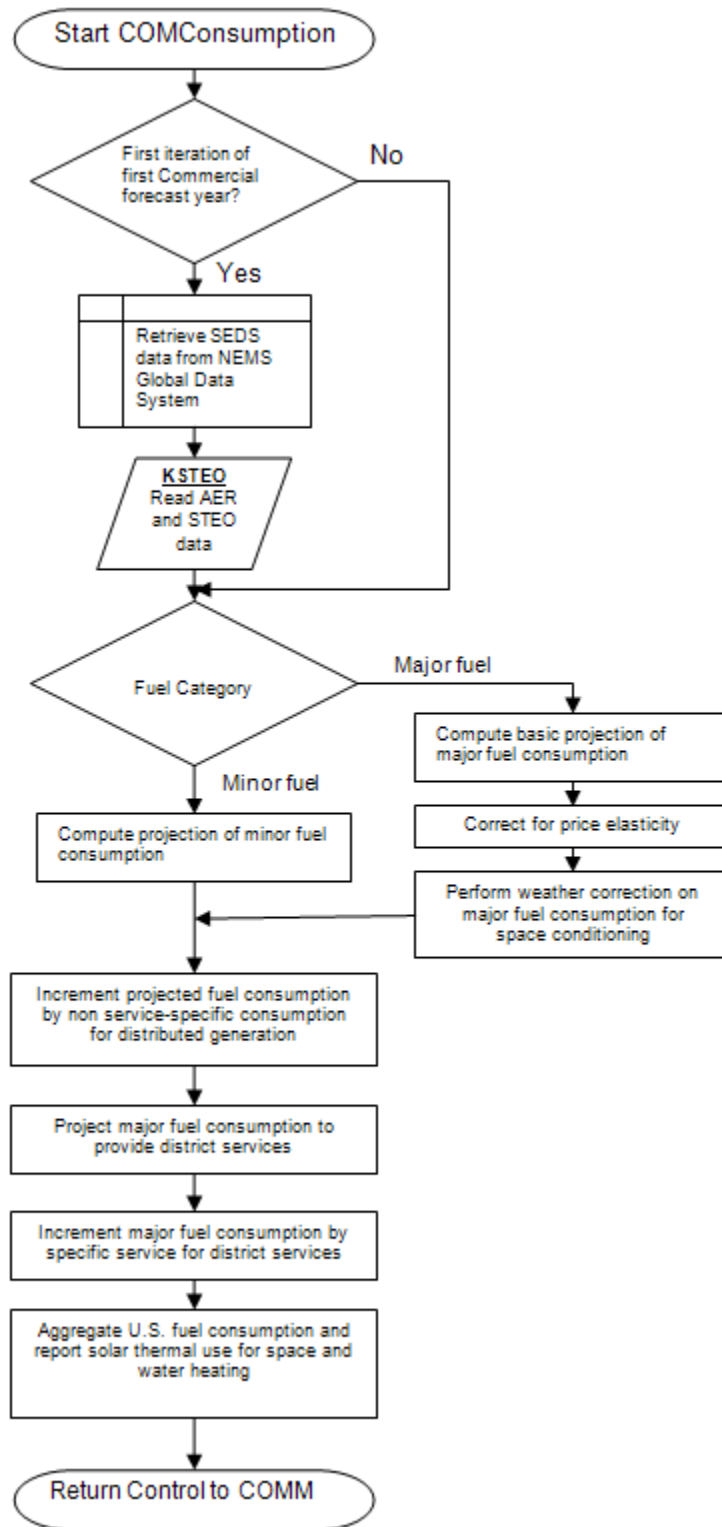 Start COMConsumption
First iteration of
first Commercial
forecast year?
No
Yes
Retrieve SEDS
data from NEMS
Global Data
System
KSTEO
Read AER
and STEO
data
Fuel Category
Major fuel
Minor fuel
Compute basic projection of
major fuel consumption
Correct for price elasticity
Perform weather correction on
major fuel consumption for
space conditioning
Compute projection of minor fuel
consumption
Increment projected fuel consumption
by non service-specific consumption
for distributed generation
Project major fuel consumption to
provide district services
Increment major fuel consumption by
specific service for district services
Aggregate U.S. fuel consumption and
report solar thermal use for space and
water heating
Return Control to COMM